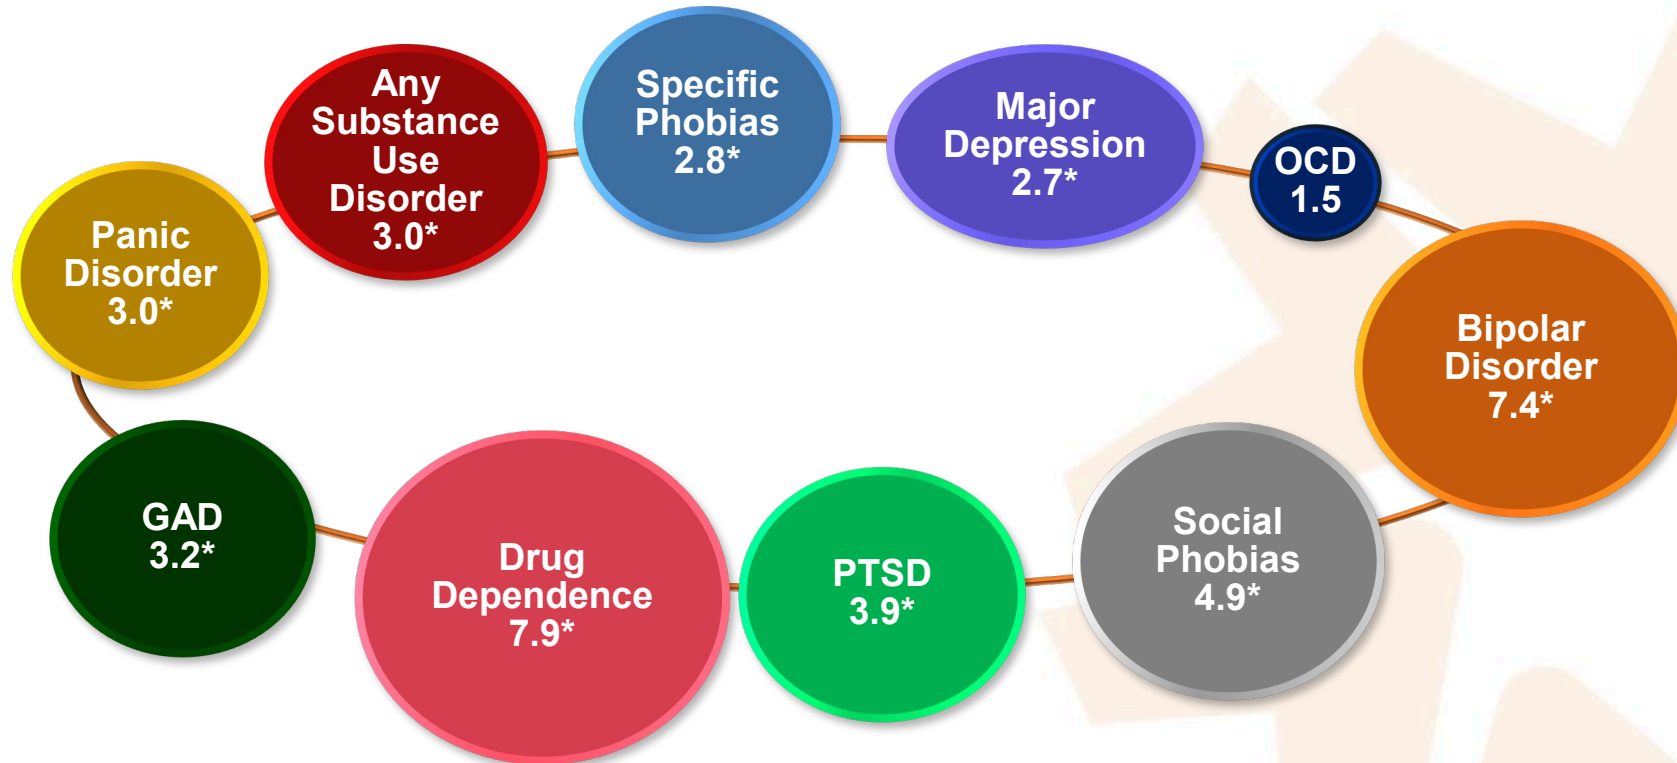 Any
Substance
Use
Disorder
3.0*
Specific
Phobias
2.8*
Major
Depression
2.7*
OCD
1.5
Panic
Disorder
3.0*
Bipolar
Disorder
7.4*
GAD
3.2*
Drug
Dependence
7.9*
PTSD
3.9*
Social
Phobias
4.9*